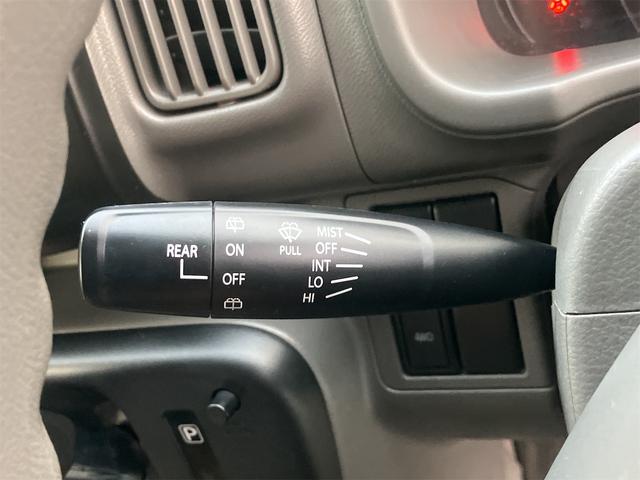 REAR
ON
OFF
PULL
MIST
OFF
INT
LO
HI
4WD
P